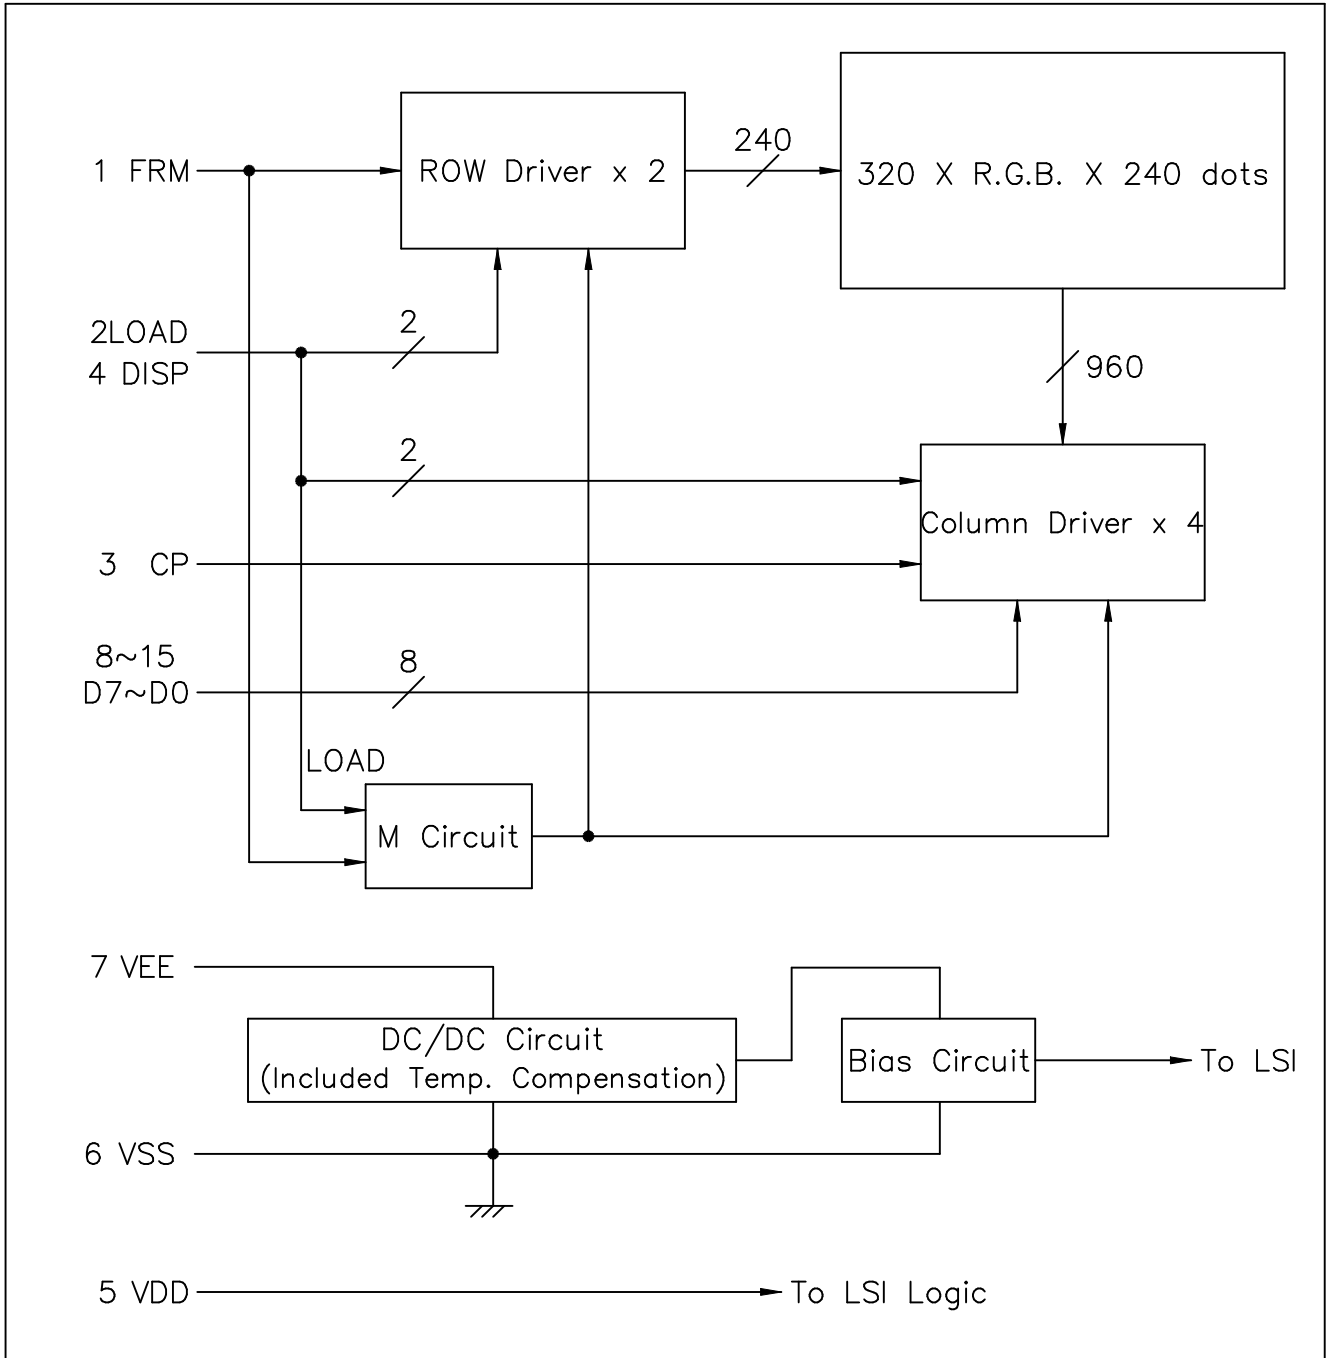 240
1 FRM
ROW Driver x 2
320 X R.G.B. X 240 dots
2
2LOAD
4 DISP
960
2
Column Driver x 4
3 CP
8~15
8
D7~D0
LOAD
M Circuit
7 VEE
DC/DC Circuit
(Included Temp. Compensation)
Bias Circuit
To LSI
6 VSS
5 VDD
To LSI Logic